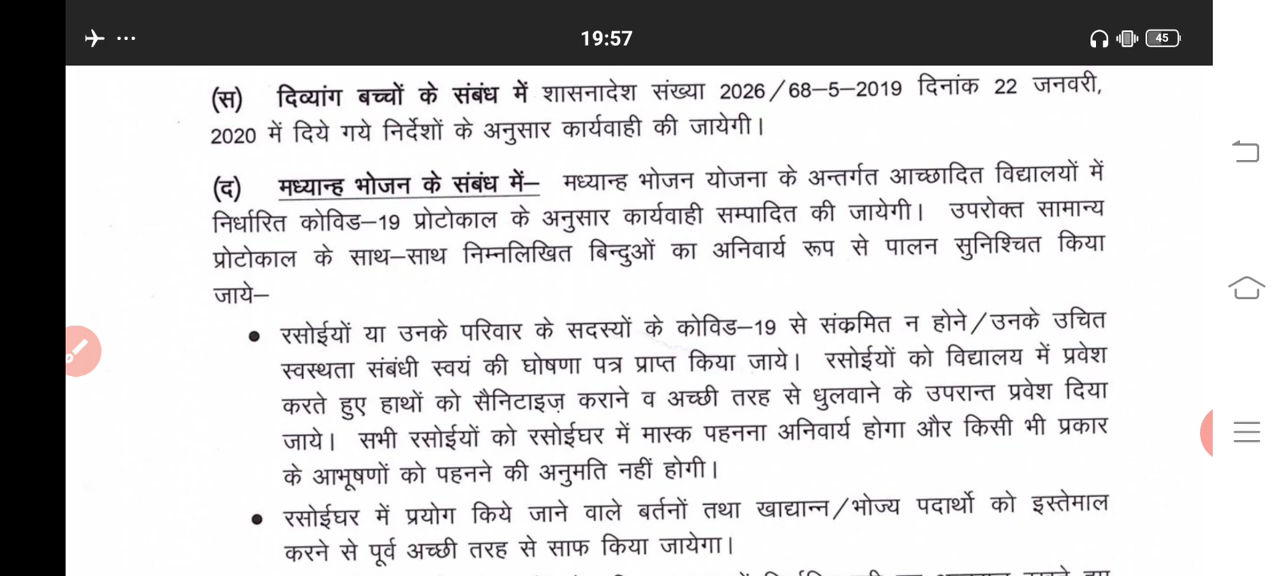 19:57
45
(स) दिव्यांग बच्चों के संबंध में शासनादेश संख्या 2026/68–5–2019 दिनांक 22 जनवरी,
2020 में दिये गये निर्देशों के अनुसार कार्यवाही की जायेगी।
(द) मध्यान्ह भोजन के संबंध में– मध्यान्ह भोजन योजना के अन्तर्गत आच्छादित विद्यालयों में
निर्धारित कोविड–19 प्रोटोकाल के अनुसार कार्यवाही सम्पादित की जायेगी। उपरोक्त सामान्य
प्रोटोकाल के साथ–साथ निम्नलिखित बिन्दुओं का अनिवार्य रूप से पालन सुनिश्चित किया
जाये–
● रसोईयों या उनके परिवार के सदस्यों के कोविड–19 से संक्रमित न होने/उनके उचित
स्वस्थता संबंधी स्वयं की घोषणा पत्र प्राप्त किया जाये। रसोईयों को विद्यालय में प्रवेश
करते हुए हाथों को सैनिटाइज़ कराने व अच्छी तरह से धुलवाने के उपरान्त प्रवेश दिया
जाये। सभी रसोईयों को रसोईघर में मास्क पहनना अनिवार्य होगा और किसी भी प्रकार
के आभूषणों को पहनने की अनुमति नहीं होगी।
● रसोईघर में प्रयोग किये जाने वाले बर्तनों तथा खाद्यान्न/भोज्य पदार्थो को इस्तेमाल
करने से पूर्व अच्छी तरह से साफ किया जायेगा।